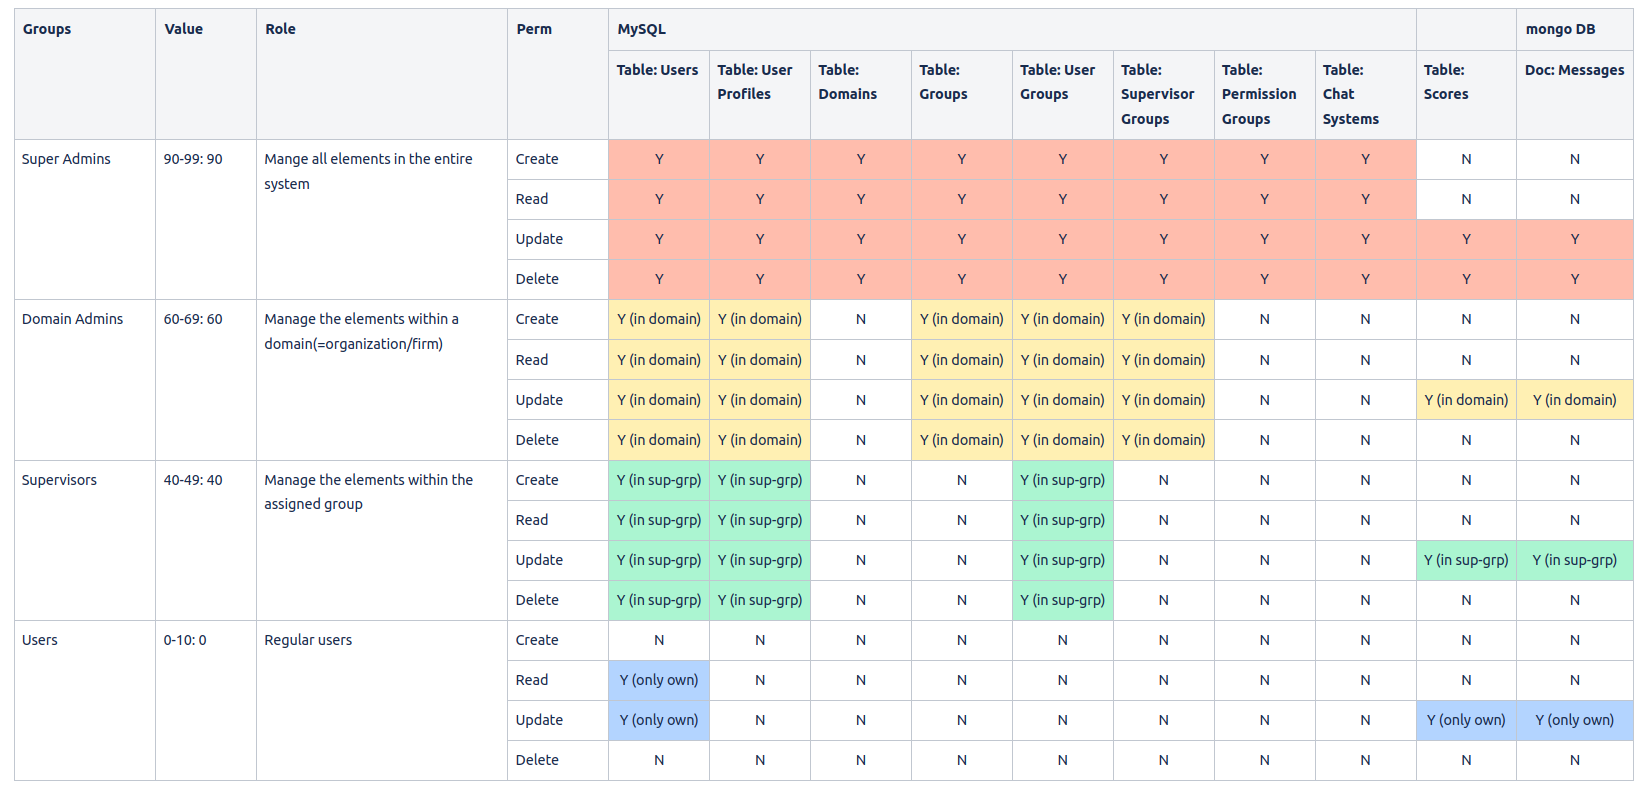 Groups Value Role Perm MySQL mongo DB
Table: Users Table: User Profiles Table: Domains Table: Groups Table: User Groups Table: Supervisor Groups Table: Permission Groups Table: Chat Systems Table: Scores Doc: Messages
Super Admins 90-99: 90 Mange all elements in the entire system Create Y Y Y Y Y Y Y Y N N
Read Y Y Y Y Y Y Y Y N N
Update Y Y Y Y Y Y Y Y Y Y
Delete Y Y Y Y Y Y Y Y Y Y
Domain Admins 60-69: 60 Manage the elements within a domain(=organization/firm) Create Y (in domain) Y (in domain) N Y (in domain) Y (in domain) Y (in domain) N N N N
Read Y (in domain) Y (in domain) N Y (in domain) Y (in domain) Y (in domain) N N N N
Update Y (in domain) Y (in domain) N Y (in domain) Y (in domain) Y (in domain) N N Y (in domain) Y (in domain)
Delete Y (in domain) Y (in domain) N Y (in domain) Y (in domain) Y (in domain) N N N N
Supervisors 40-49: 40 Manage the elements within the assigned group Create Y (in sup-grp) Y (in sup-grp) N N Y (in sup-grp) N N N N N
Read Y (in sup-grp) Y (in sup-grp) N N Y (in sup-grp) N N N N N
Update Y (in sup-grp) Y (in sup-grp) N N Y (in sup-grp) N N N Y (in sup-grp) Y (in sup-grp)
Delete Y (in sup-grp) Y (in sup-grp) N N Y (in sup-grp) N N N N N
Users 0-10: 0 Regular users Create N N N N N N N N N N
Read Y (only own) N N N N N N N N N
Update Y (only own) N N N N N N N Y (only own) Y (only own)
Delete N N N N N N N N N N